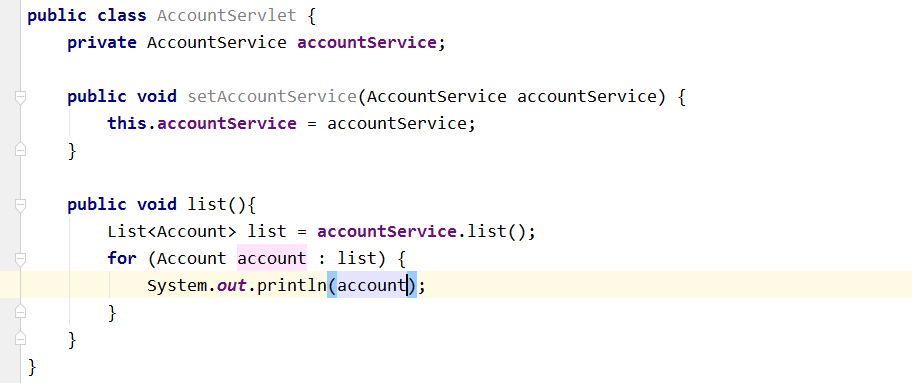 public class AccountServlet {
private AccountService accountService;
public void setAccountService(AccountService accountService) {
this.accountService = accountService;
}
public void list(){
List<Account> list = accountService.list();
for (Account account : list) {
System.out.println(account);
}
}
}